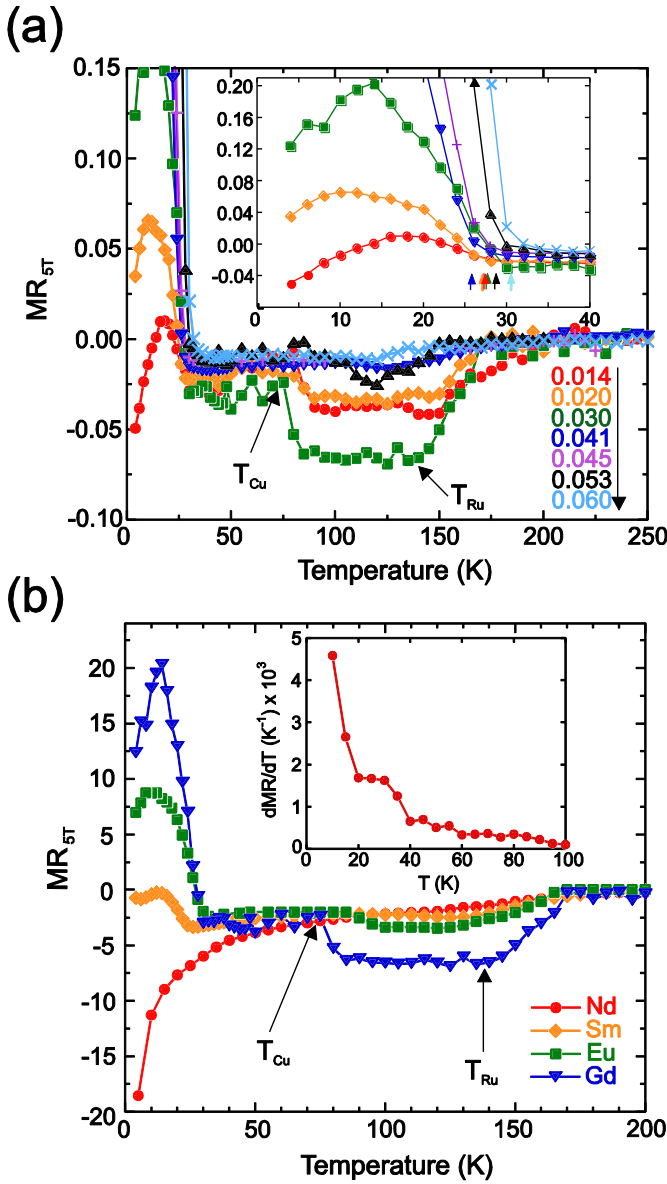 (a)
0.15
0.10
0.05
0.00
-0.05
-0.10
MR5T
0.20
0.16
0.12
0.08
0.04
0.00
-0.04
0 10 20 30 40
TCu
TRu
0.014
0.020
0.030
0.041
0.045
0.053
0.060
0 50 100 150 200 250
Temperature (K)
(b)
20
15
10
5
0
-5
-10
-15
-20
MR5T
5
4
3
2
1
0
dMR/dT (K⁻¹) x 10³
0 20 40 60 80 100
T (K)
TCu
TRu
Nd
Sm
Eu
Gd
0 50 100 150 200
Temperature (K)